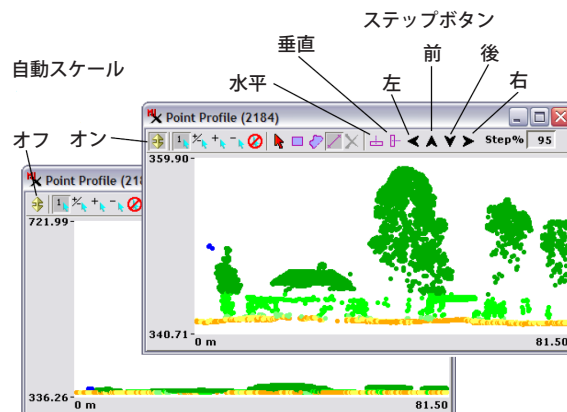 ステップボタン
垂直
前
後
自動スケール
水平
左
右
オフ
オン
Point Profile (2184)
1
Step%
95
359.90
340.71
0 m
81.50
Point Profile (218
1
721.99
336.26
0 m
81.50